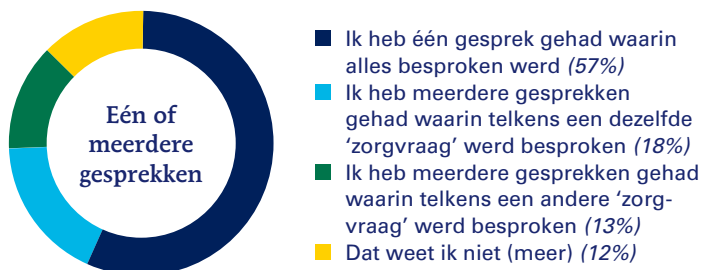 Eén of
meerdere
gesprekken
Ik heb één gesprek gehad waarin
alles besproken werd (57%)
Ik heb meerdere gesprekken
gehad waarin telkens een dezelfde
‘zorgvraag’ werd besproken (18%)
Ik heb meerdere gesprekken gehad
waarin telkens een andere ‘zorg-
vraag’ werd besproken (13%)
Dat weet ik niet (meer) (12%)